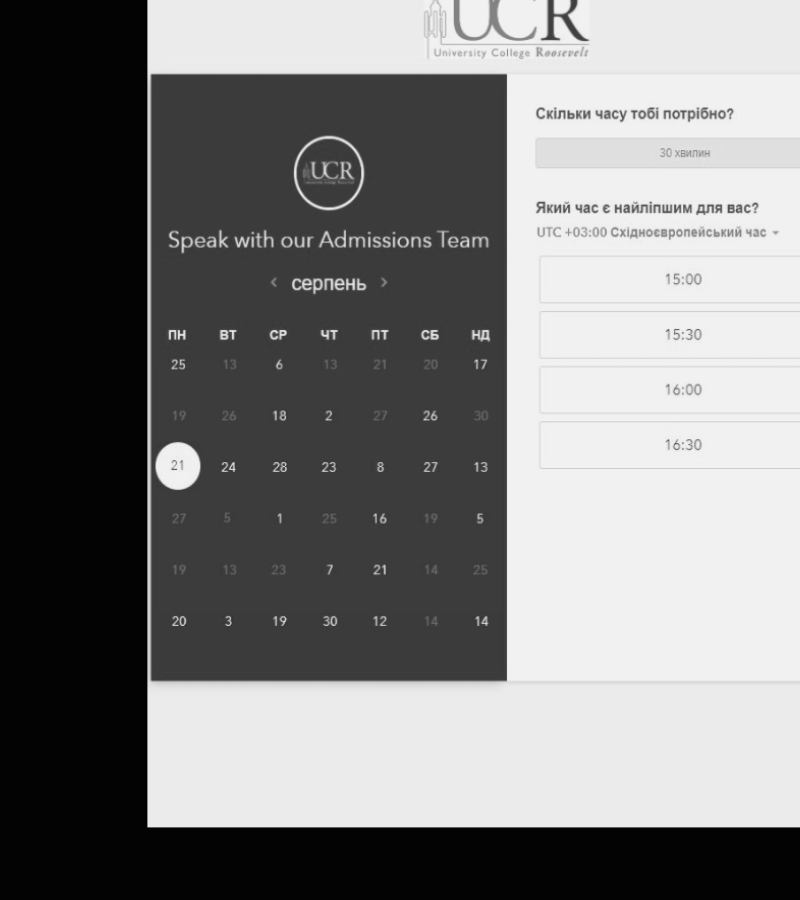 UCR
University College Roosevelt
Скільки часу тобі потрібно?
30 хвилин
UCR
Speak with our Admissions Team
‹ серпень ›
ПН ВТ СР ЧТ ПТ СБ НД
25 13 6 13 21 20 17
19 26 18 2 27 26 30
21 24 28 23 8 27 13
27 5 1 25 16 19 5
19 13 23 7 21 14 25
20 3 19 30 12 14 14
Який час є найліпшим для вас?
UTC +03:00 Східноєвропейський час
15:00
15:30
16:00
16:30